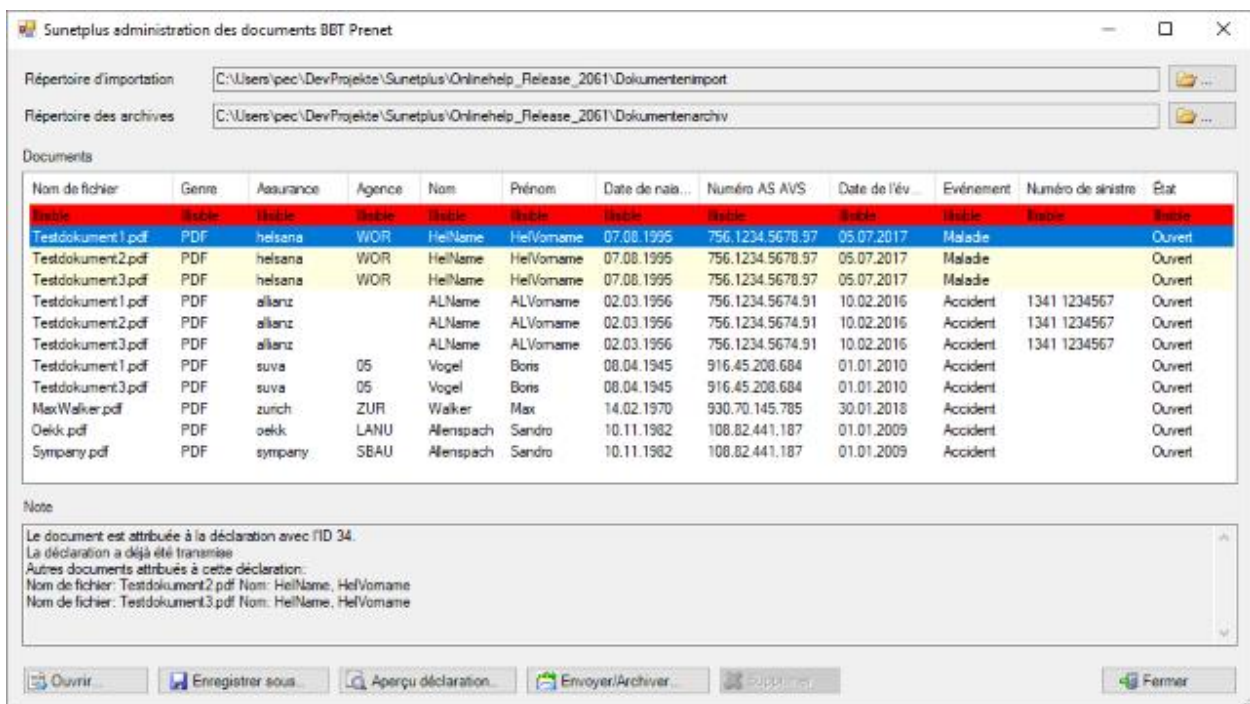 Sunetplus administration des documents BBT Prenet
Répertoire d'importation C:\Users\pec\DevProjekte\Sunetplus\Onlinehelp_Release_2061\Dokumentenimport ...
Répertoire des archives C:\Users\pec\DevProjekte\Sunetplus\Onlinehelp_Release_2061\Dokumentenarchiv ...
Documents
Nom de fichier Genre Assurance Agence Nom Prénom Date de nais... Numéro AS AVS Date de l'év... Evénement Numéro de sinistre État
Illisible Illisible Illisible Illisible Illisible Illisible Illisible Illisible Illisible Illisible Illisible Illisible
Testdokument1.pdf PDF helsana WOR HelName HelVorname 07.08.1995 756.1234.5678.97 05.07.2017 Maladie Ouvert
Testdokument2.pdf PDF helsana WOR HelName HelVorname 07.08.1995 756.1234.5678.97 05.07.2017 Maladie Ouvert
Testdokument3.pdf PDF helsana WOR HelName HelVorname 07.08.1995 756.1234.5678.97 05.07.2017 Maladie Ouvert
Testdokument1.pdf PDF allianz ALName ALVorname 02.03.1956 756.1234.5674.91 10.02.2016 Accident 1341 1234567 Ouvert
Testdokument2.pdf PDF allianz ALName ALVorname 02.03.1956 756.1234.5674.91 10.02.2016 Accident 1341 1234567 Ouvert
Testdokument3.pdf PDF allianz ALName ALVorname 02.03.1956 756.1234.5674.91 10.02.2016 Accident 1341 1234567 Ouvert
Testdokument1.pdf PDF suva 05 Vogel Boris 08.04.1945 916.45.208.684 01.01.2010 Accident Ouvert
Testdokument3.pdf PDF suva 05 Vogel Boris 08.04.1945 916.45.208.684 01.01.2010 Accident Ouvert
MaxWalker.pdf PDF zurich ZUR Walker Max 14.02.1970 930.70.145.785 30.01.2018 Accident Ouvert
Oekk.pdf PDF oekk LANU Allenspach Sandro 10.11.1982 108.82.441.187 01.01.2009 Accident Ouvert
Sympany.pdf PDF sympany SBAU Allenspach Sandro 10.11.1982 108.82.441.187 01.01.2009 Accident Ouvert
Note
Le document est attribuée à la déclaration avec l'ID 34.
La déclaration a déjà été transmise
Autres documents attribués à cette déclaration:
Nom de fichier: Testdokument2.pdf Nom: HelName, HelVorname
Nom de fichier: Testdokument3.pdf Nom: HelName, HelVorname
Ouvrir... Enregistrer sous... Aperçu déclaration... Envoyer/Archiver... Supprimer Fermer